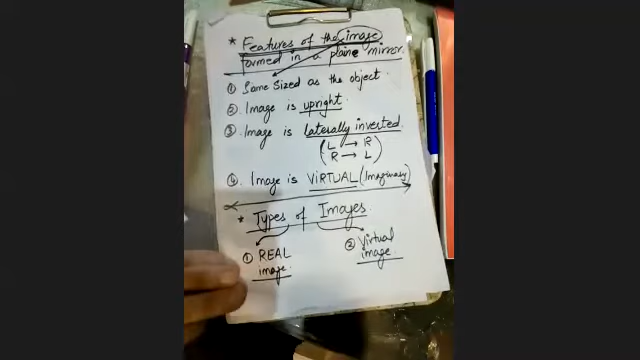 * Features of the image
formed in a plane mirror.
① Same sized as the object.
② Image is upright.
③ Image is laterally inverted.
(L → R
R → L)
④ Image is VIRTUAL (Imaginary)
* Types of Images.
① REAL image.
② Virtual image.